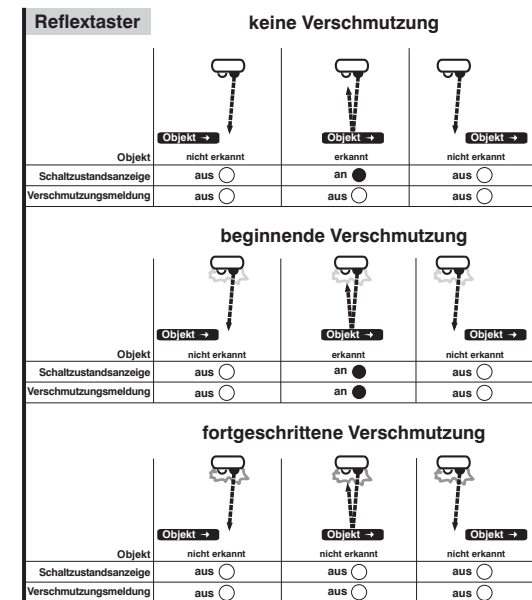 Reflextaster keine Verschmutzung
Objekt → Objekt → Objekt →
Objekt nicht erkannt erkannt nicht erkannt
Schaltzustandsanzeige aus an aus
Verschmutzungsmeldung aus aus aus
beginnende Verschmutzung
Objekt → Objekt → Objekt →
Objekt nicht erkannt erkannt nicht erkannt
Schaltzustandsanzeige aus an aus
Verschmutzungsmeldung aus an aus
fortgeschrittene Verschmutzung
Objekt → Objekt → Objekt →
Objekt nicht erkannt nicht erkannt nicht erkannt
Schaltzustandsanzeige aus aus aus
Verschmutzungsmeldung aus aus aus